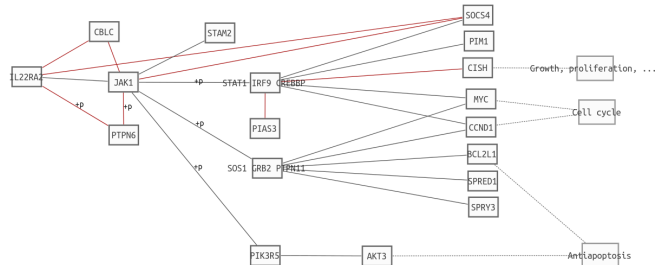 SOCS4
CBLC
STAM2
PIM1
CISH
Growth, proliferation, ...
IL22RA2
JAK1
+p
STAT1 IRF9 CREBBP
+p
MYC
Cell cycle
+p
PTPN6
PIAS3
CCND1
+p
BCL2L1
SOS1 GRB2 PTPN11
+p
SPRED1
SPRY3
PIK3R5
AKT3
Antiapoptosis